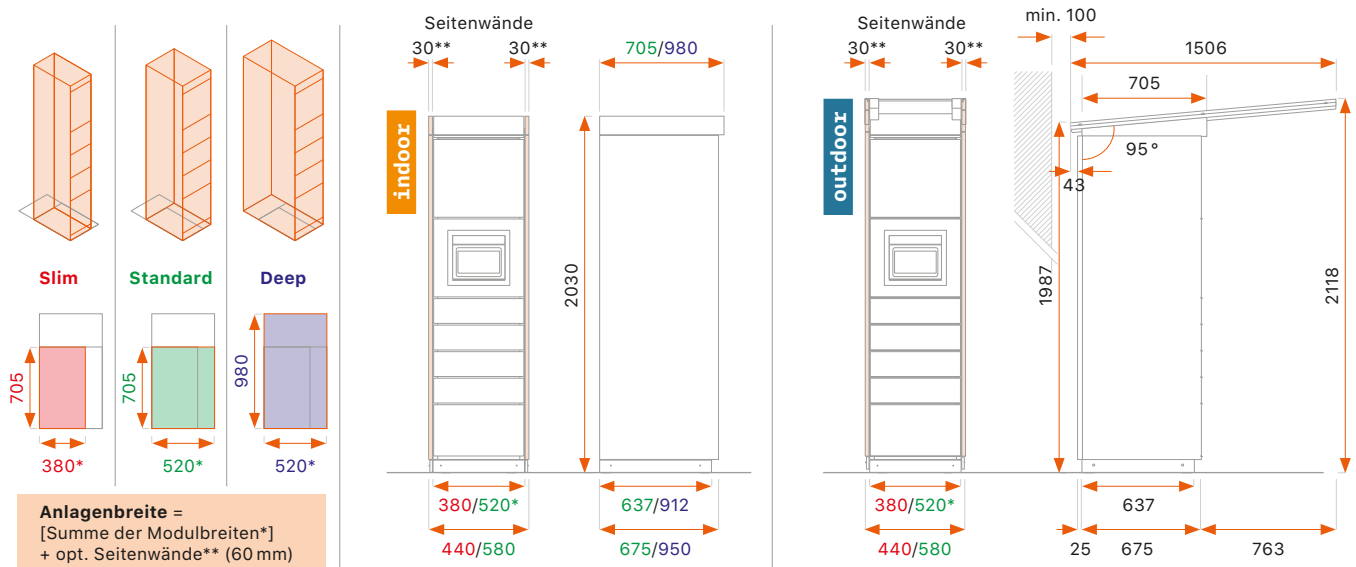 Slim
Standard
Deep
705
380*
705
520*
980
520*
Anlagenbreite =
[Summe der Modulbreiten*]
+ opt. Seitenwände** (60 mm)
Seitenwände
30**
30**
705/980
indoor
2030
380/520*
637/912
440/580
675/950
Seitenwände
30**
30**
min. 100
1506
705
outdoor
95°
43
1987
2118
380/520*
637
440/580
25
675
763